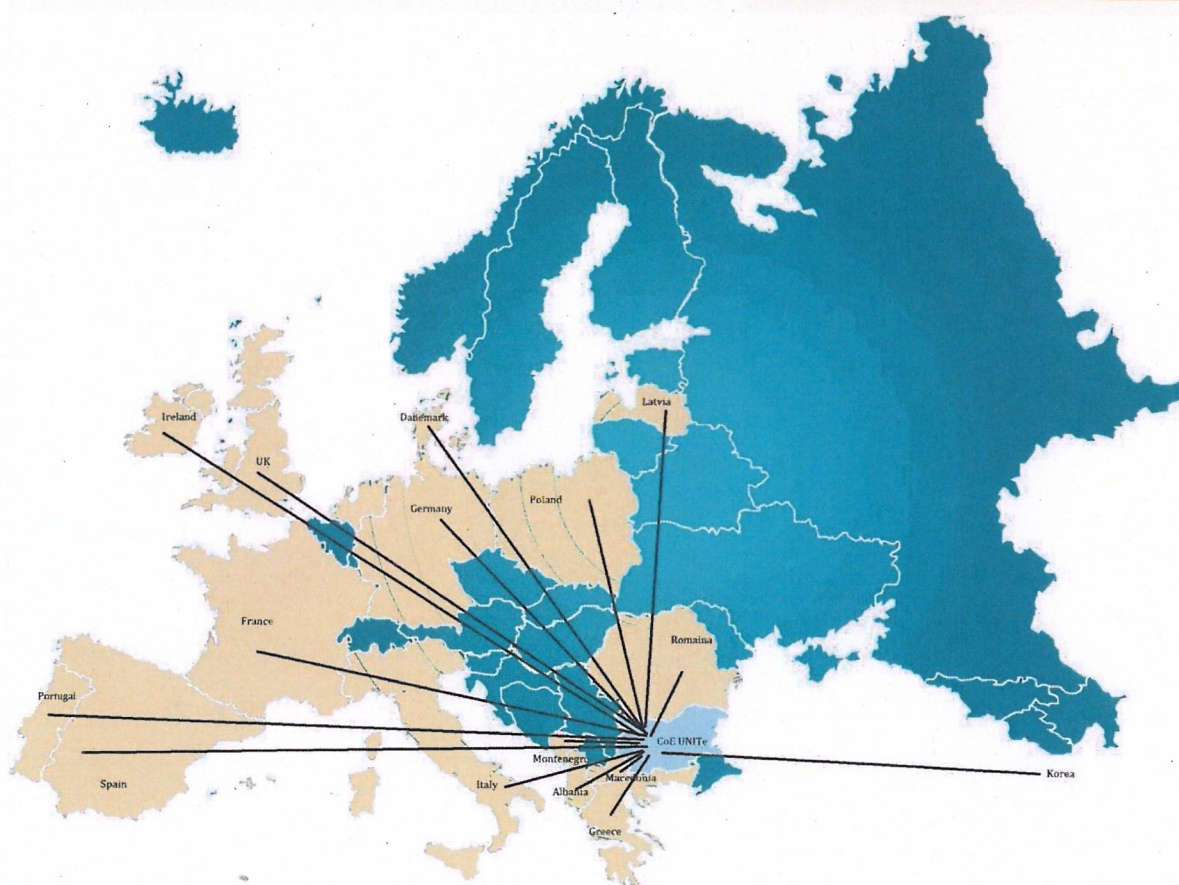 Latvia
Ireland
Danemark
UK
Poland
Germany
France
Romaina
Portugal
CoE UNITe
Montenegro
Korea
Macedonia
Spain
Italy
Albania
Greece